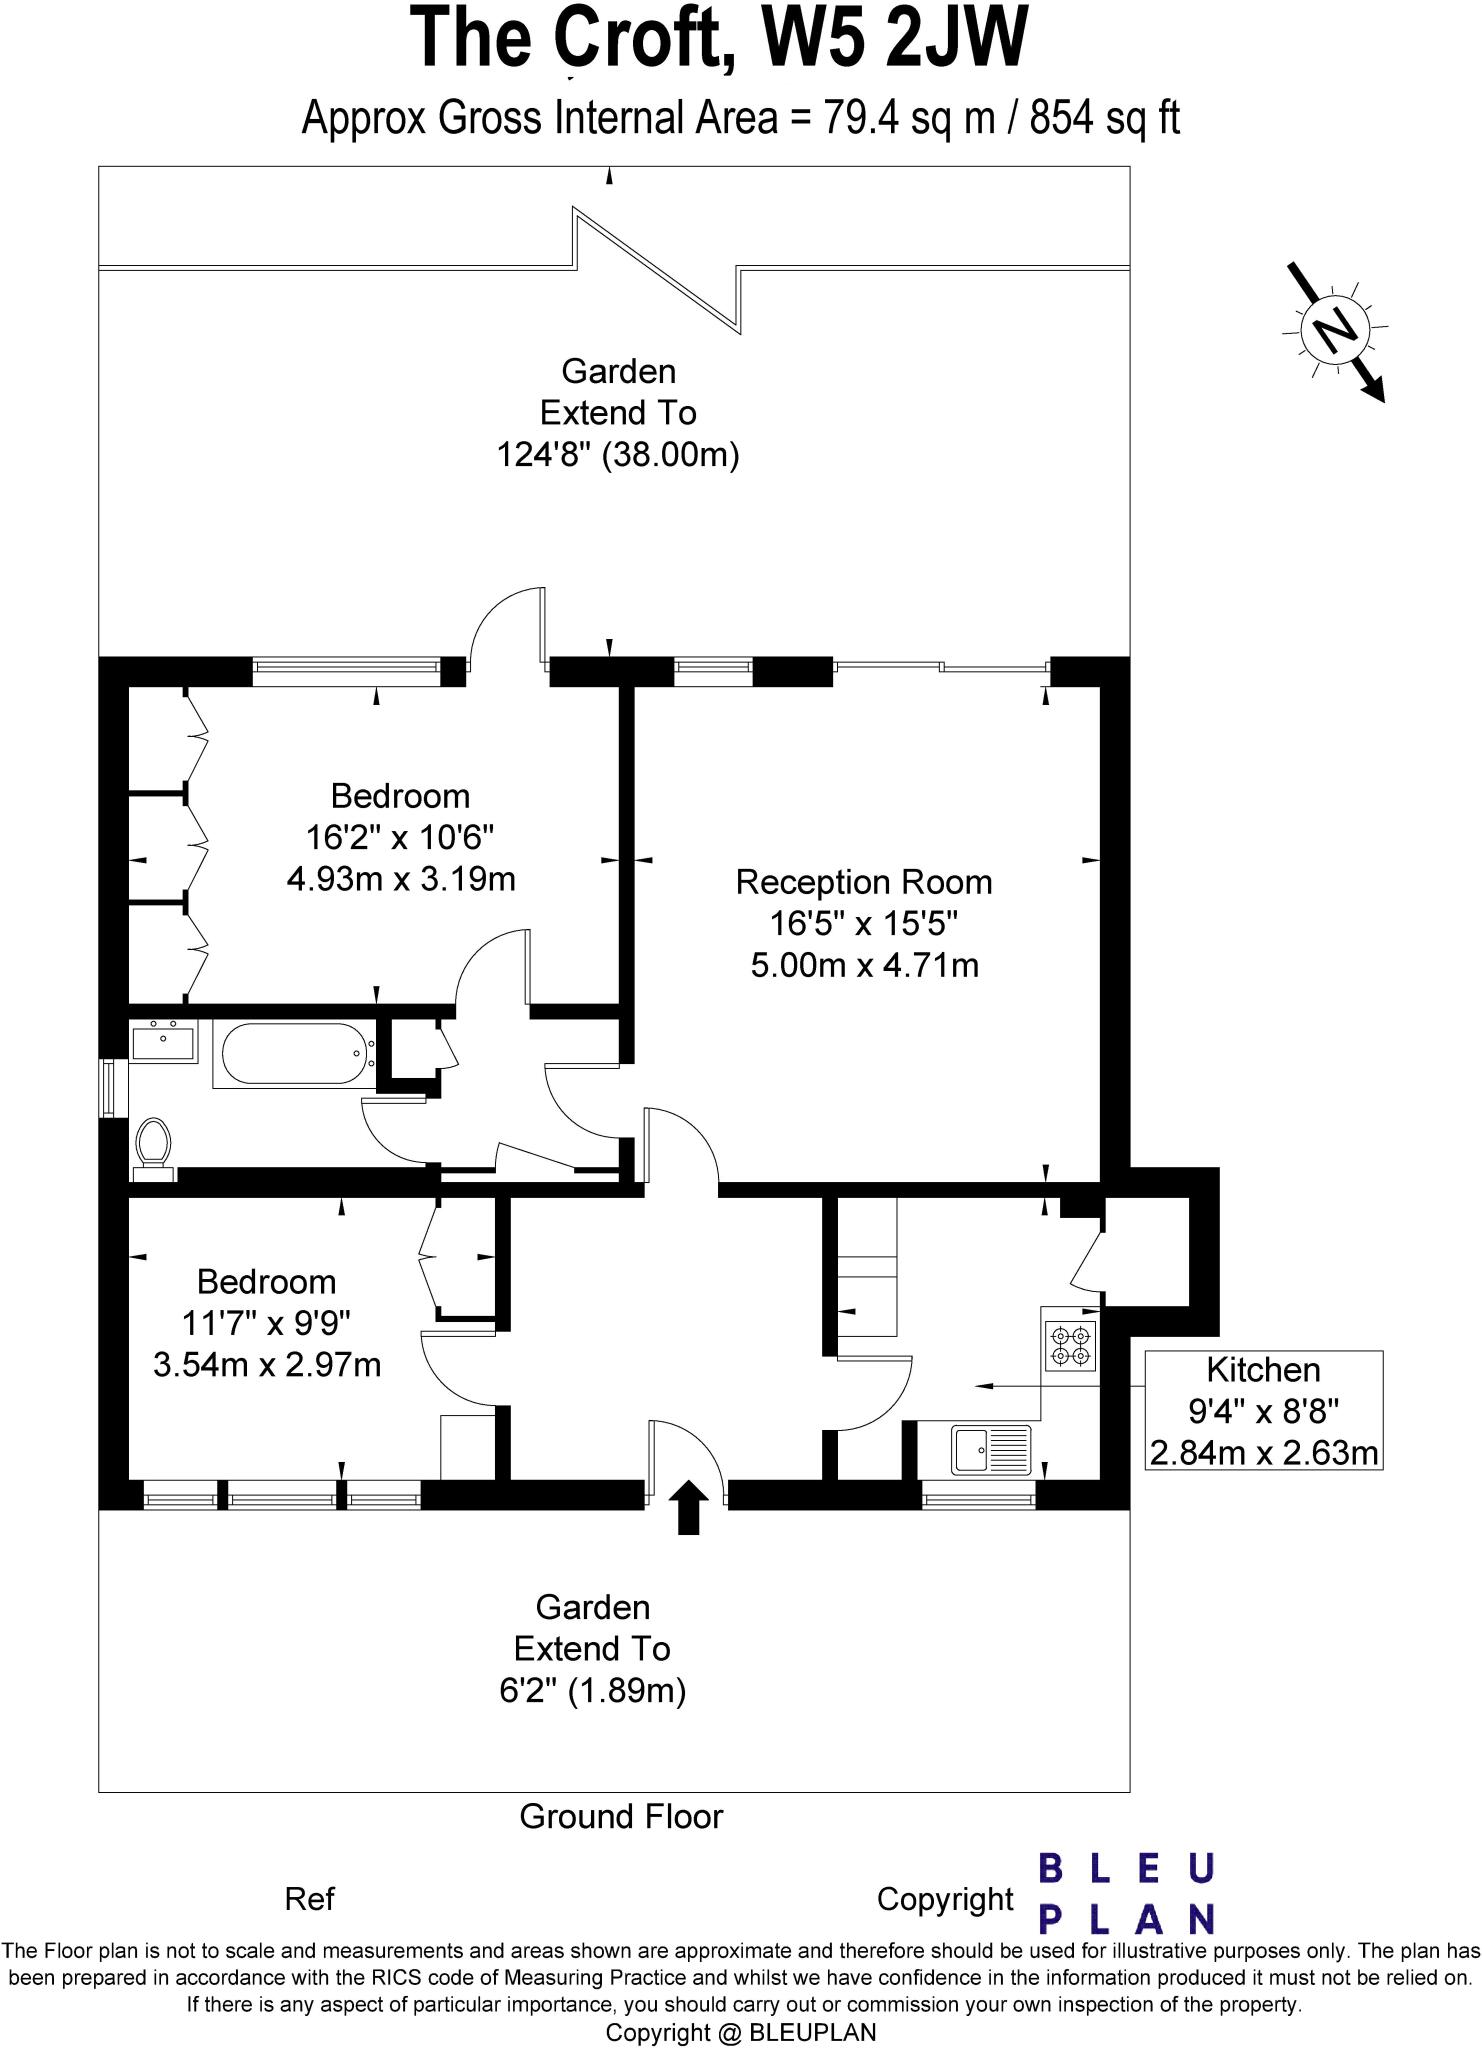 The Croft, W5 2JW
Approx Gross Internal Area = 79.4 sq m / 854 sq ft
N
Garden
Extend To
124'8" (38.00m)
Bedroom
16'2" x 10'6"
4.93m x 3.19m
Reception Room
16'5" x 15'5"
5.00m x 4.71m
Bedroom
11'7" x 9'9"
3.54m x 2.97m
Kitchen
9'4" x 8'8"
2.84m x 2.63m
Garden
Extend To
6'2" (1.89m)
Ground Floor
Ref
Copyright
BLEU
PLAN
The Floor plan is not to scale and measurements and areas shown are approximate and therefore should be used for illustrative purposes only. The plan has
been prepared in accordance with the RICS code of Measuring Practice and whilst we have confidence in the information produced it must not be relied on.
If there is any aspect of particular importance, you should carry out or commission your own inspection of the property.
Copyright @ BLEUPLAN